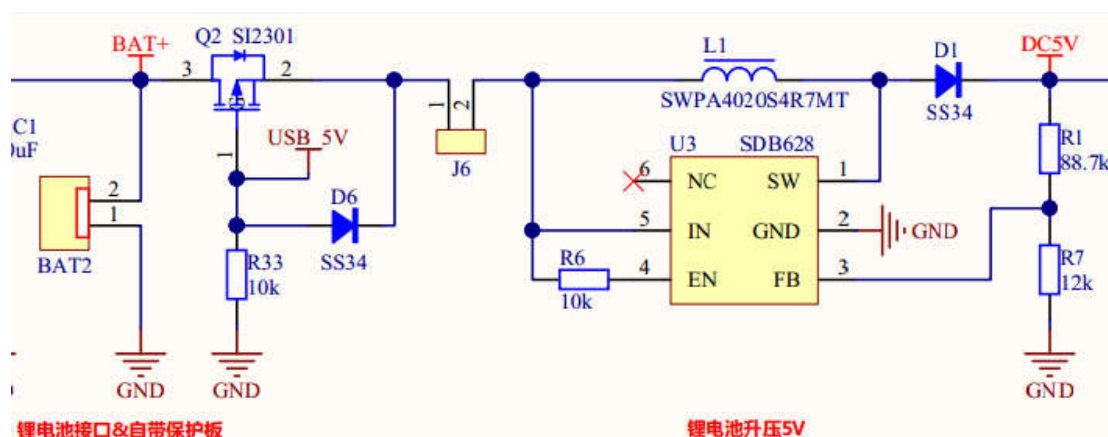 BAT+
Q2 SI2301
3
2
1
USB_5V
C1
0uF
2
1
BAT2
R33
10k
D6
SS34
GND
GND
锂电池接口&自带保护板
1
2
J6
L1
SWPA4020S4R7MT
D1
SS34
DC5V
U3 SDB628
6 NC SW 1
5 IN GND 2 GND
4 EN FB 3
R6
10k
R1
88.7k
R7
12k
GND
锂电池升压5V